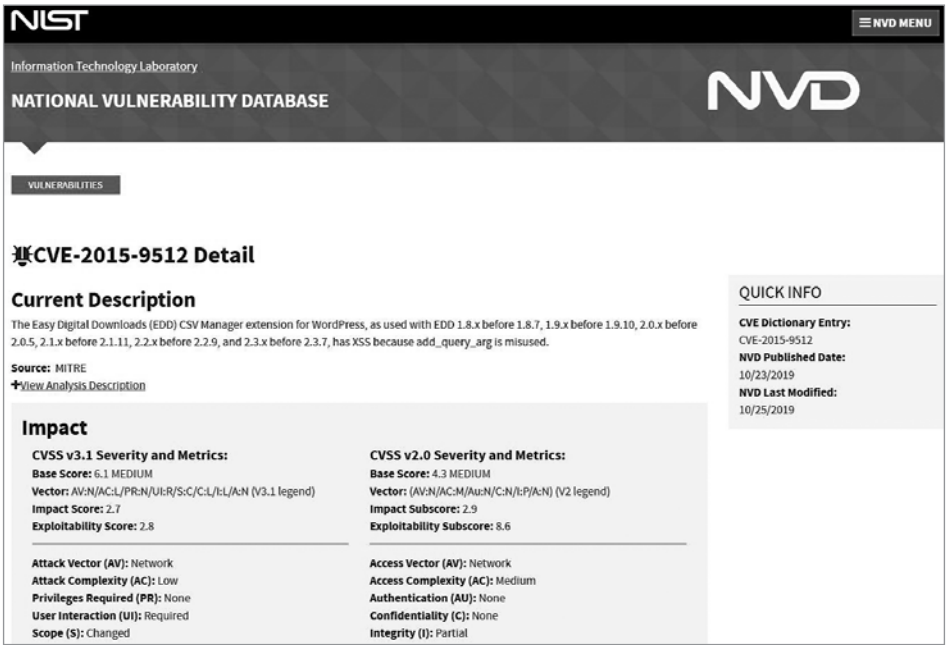 NIST
NVD MENU
Information Technology Laboratory
NATIONAL VULNERABILITY DATABASE
NVD
VULNERABILITIES
CVE-2015-9512 Detail
Current Description
The Easy Digital Downloads (EDD) CSV Manager extension for WordPress, as used with EDD 1.8.x before 1.8.7, 1.9.x before 1.9.10, 2.0.x before
2.0.5, 2.1.x before 2.1.11, 2.2.x before 2.2.9, and 2.3.x before 2.3.7, has XSS because add_query_arg is misused.
Source: MITRE
+View Analysis Description
QUICK INFO
CVE Dictionary Entry:
CVE-2015-9512
NVD Published Date:
10/23/2019
NVD Last Modified:
10/25/2019
Impact
CVSS v3.1 Severity and Metrics:
Base Score: 6.1 MEDIUM
Vector: AV:N/AC:L/PR:N/UI:R/S:C/C:L/I:L/A:N (V3.1 legend)
Impact Score: 2.7
Exploitability Score: 2.8
Attack Vector (AV): Network
Attack Complexity (AC): Low
Privileges Required (PR): None
User Interaction (UI): Required
Scope (S): Changed
CVSS v2.0 Severity and Metrics:
Base Score: 4.3 MEDIUM
Vector: (AV:N/AC:M/Au:N/C:N/I:P/A:N) (V2 legend)
Impact Subscore: 2.9
Exploitability Subscore: 8.6
Access Vector (AV): Network
Access Complexity (AC): Medium
Authentication (AU): None
Confidentiality (C): None
Integrity (I): Partial